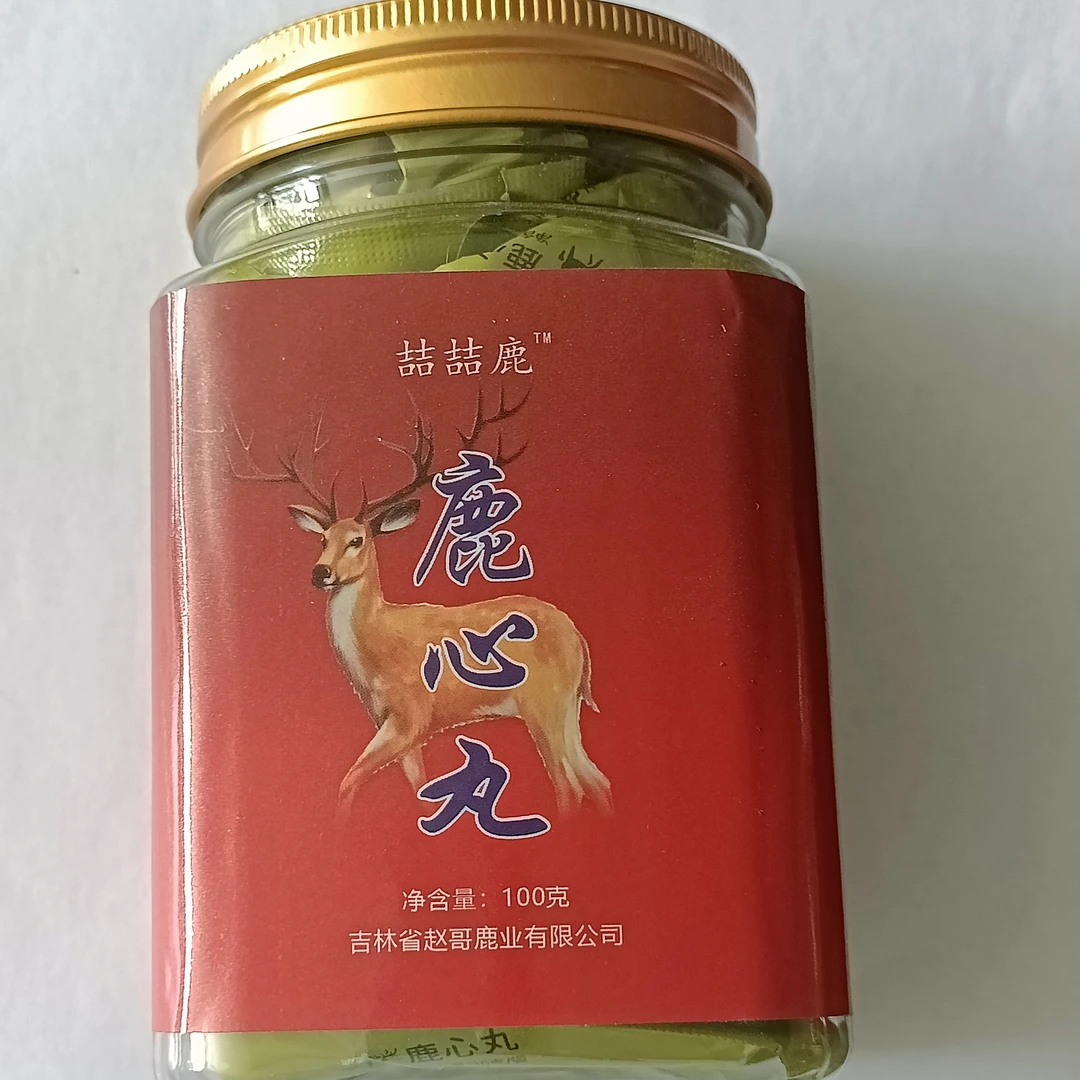 喆喆鹿™
鹿心丸
净含量：100克
吉林省赵哥鹿业有限公司
鹿心丸